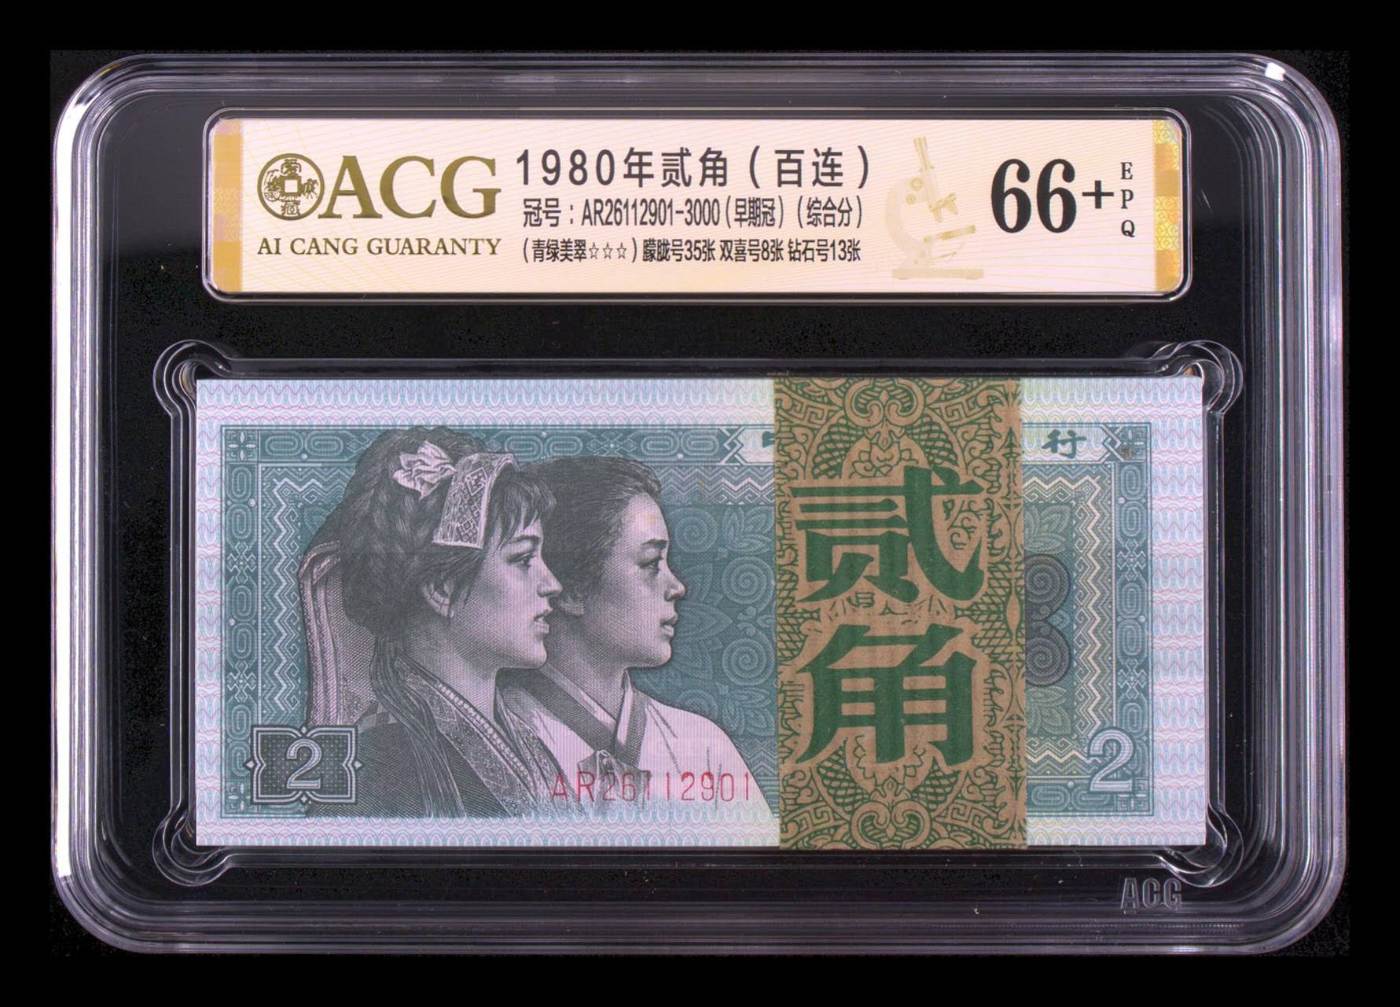 ACG
AI CANG GUARANTY
1980年贰角（百连）
冠号：AR26112901-3000（早期冠）（综合分）
（青绿美翠☆☆☆）朦胧号35张 双喜号8张 钻石号13张
66+
EPQ
行
贰角
2
AR26112901
2
ACG